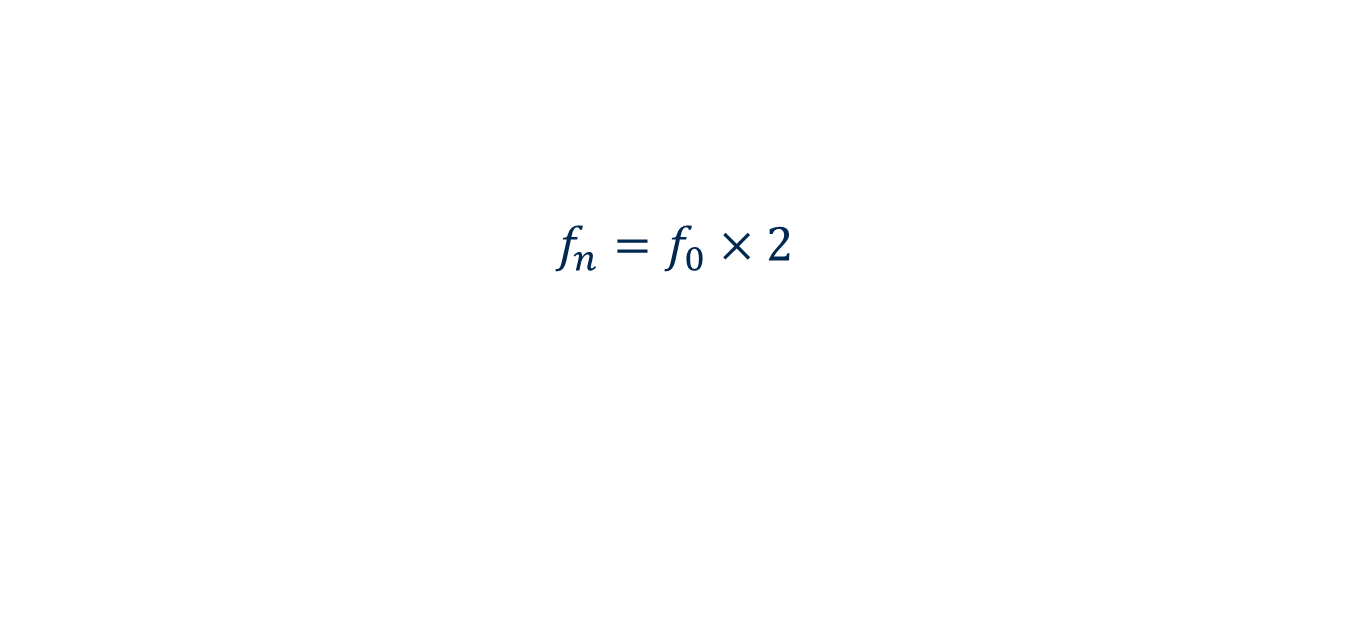 fₙ = f₀ × 2